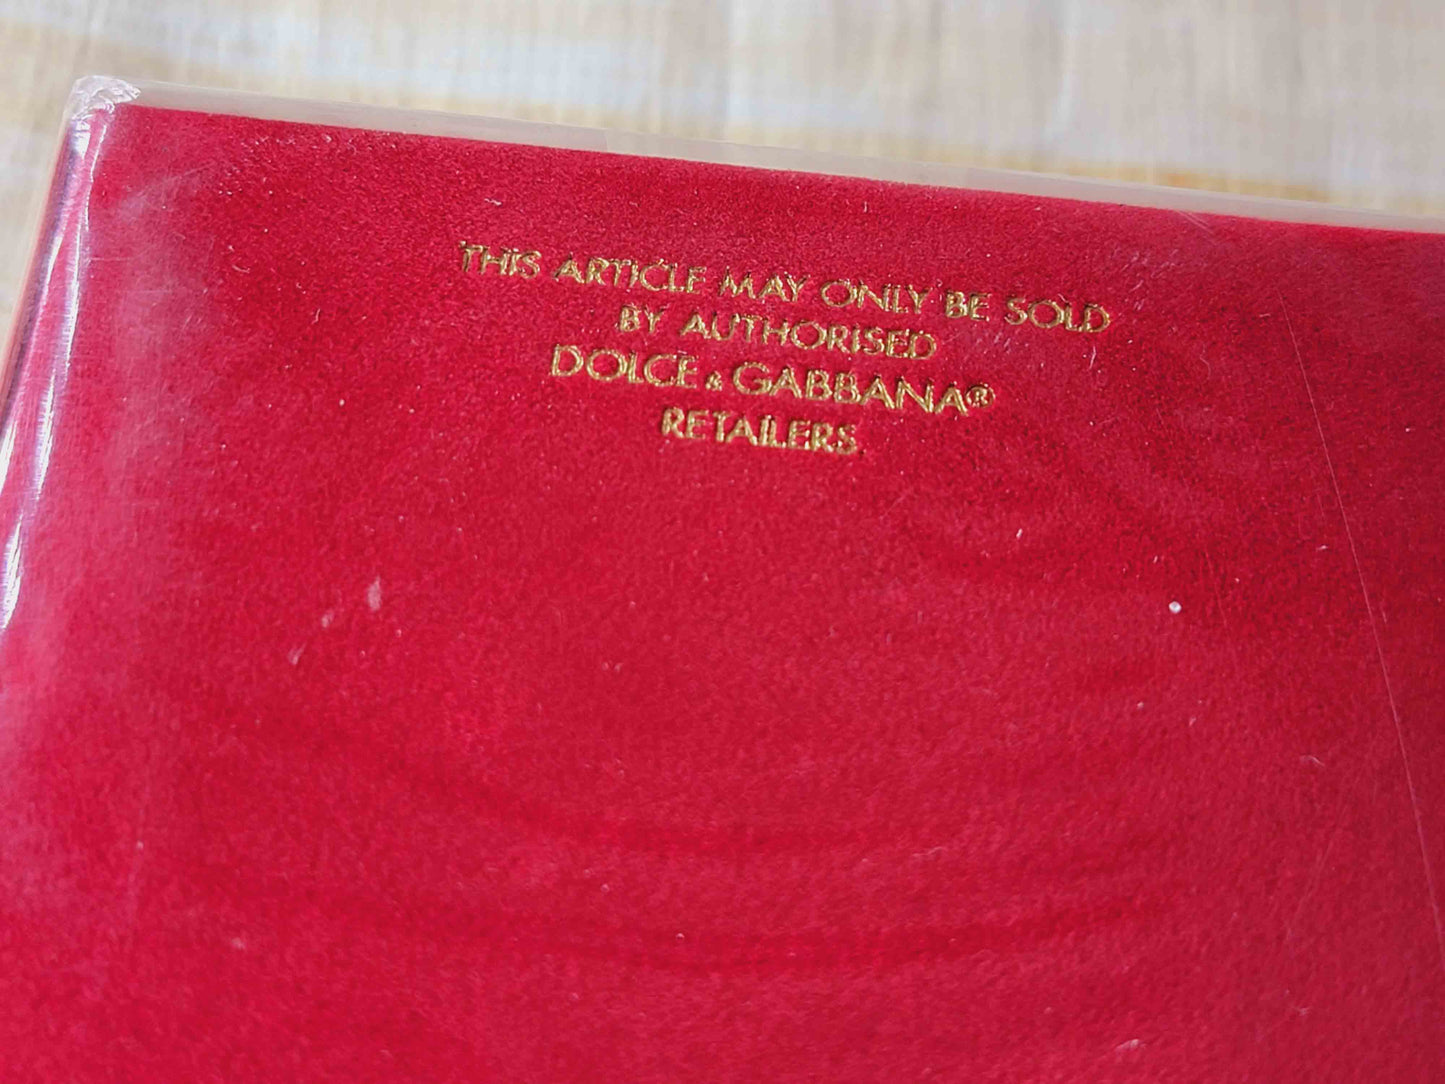 THIS ARTICLE MAY ONLY BE SOLD
BY AUTHORISED
DOLCE & GABBANA®
RETAILERS